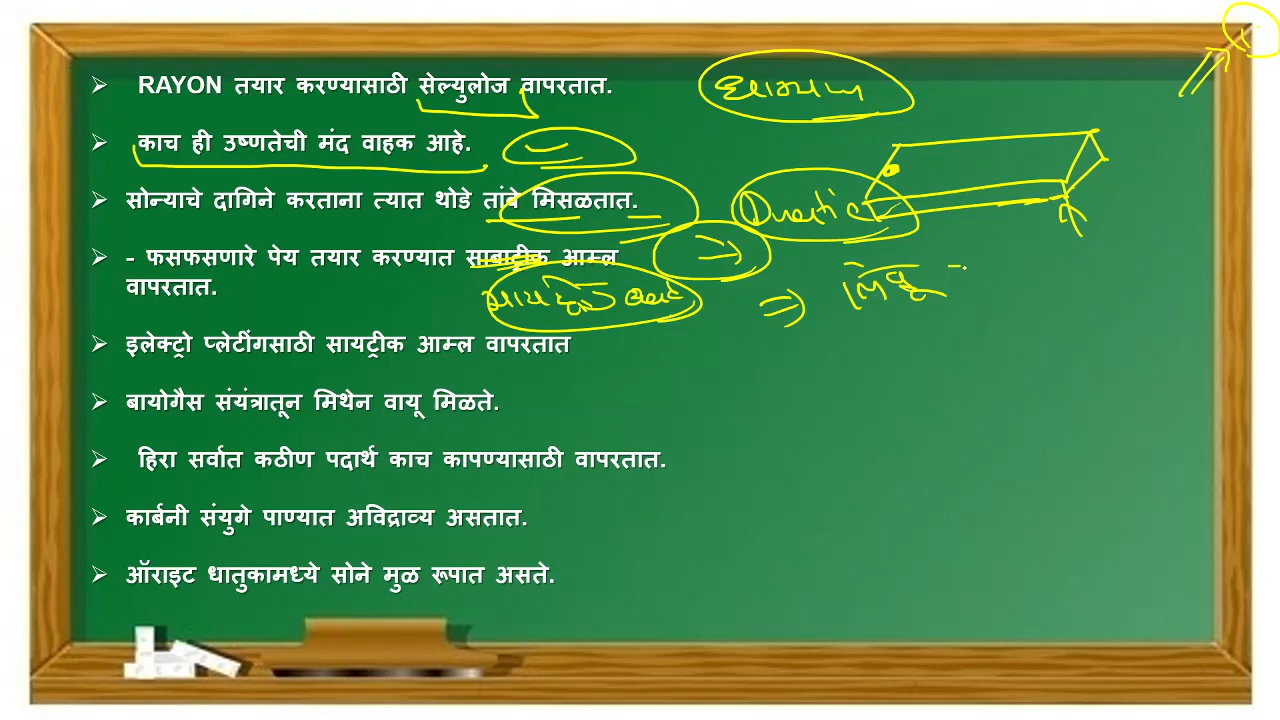 RAYON तयार करण्यासाठी सेल्युलोज वापरतात.
काच ही उष्णतेची मंद वाहक आहे.
सोन्याचे दागिने करताना त्यात थोडे तांबे मिसळतात.
- फसफसणारे पेय तयार करण्यात साबाट्रीक आम्ल
वापरतात.
इलेक्ट्रो प्लेटींगसाठी सायट्रीक आम्ल वापरतात
बायोगैस संयंत्रातून मिथेन वायू मिळते.
हिरा सर्वात कठीण पदार्थ काच कापण्यासाठी वापरतात.
कार्बनी संयुगे पाण्यात अविद्राव्य असतात.
ऑराइट धातुकामध्ये सोने मुळ रूपात असते.